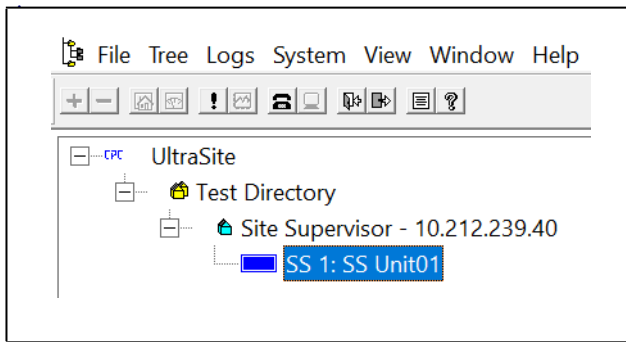 File Tree Logs System View Window Help
CPC UltraSite
Test Directory
Site Supervisor - 10.212.239.40
SS 1: SS Unit01